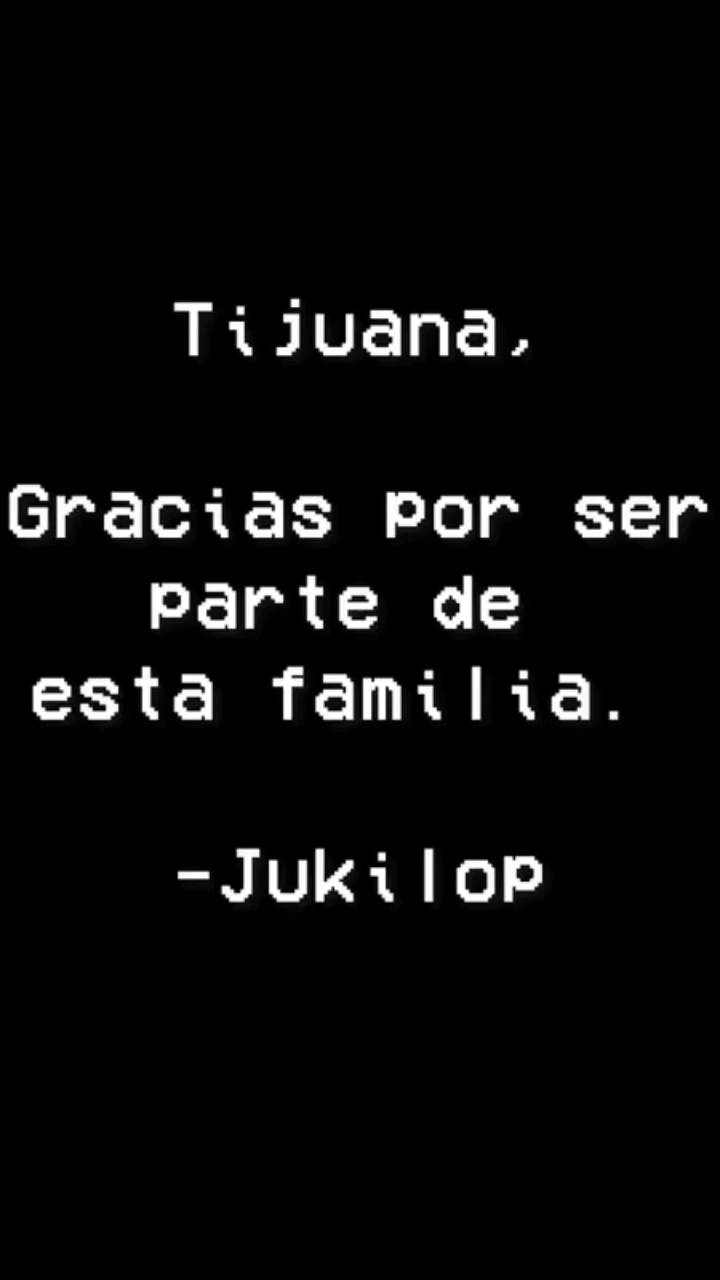 Tijuana,
Gracias por ser
parte de
esta familia.
-Jukilop